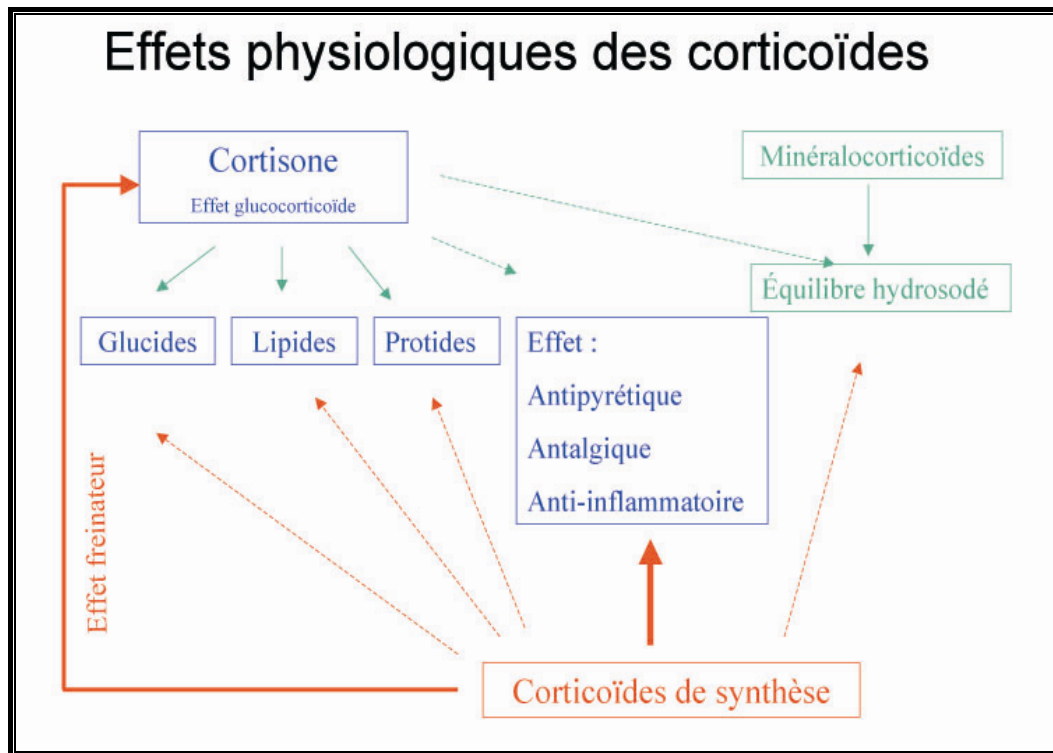 Effets physiologiques des corticoïdes
Cortisone
Effet glucocorticoïde
Minéralocorticoïdes
Équilibre hydrosodé
Glucides
Lipides
Protides
Effet :
Antipyrétique
Antalgique
Anti-inflammatoire
Effet freinateur
Corticoïdes de synthèse